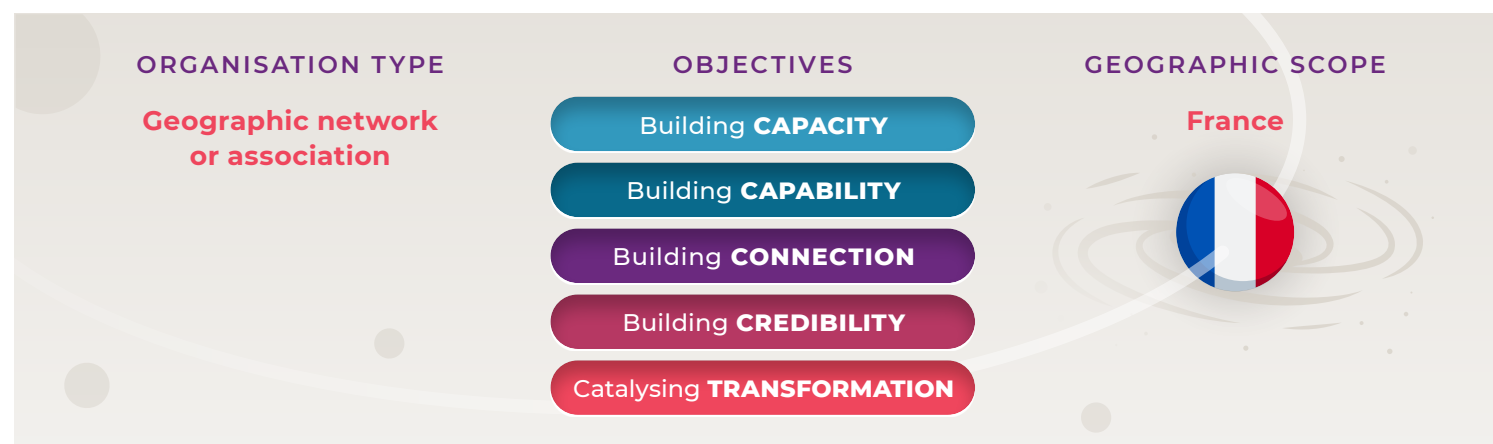 ORGANISATION TYPE
Geographic network
or association
OBJECTIVES
Building CAPACITY
Building CAPABILITY
Building CONNECTION
Building CREDIBILITY
Catalysing TRANSFORMATION
GEOGRAPHIC SCOPE
France